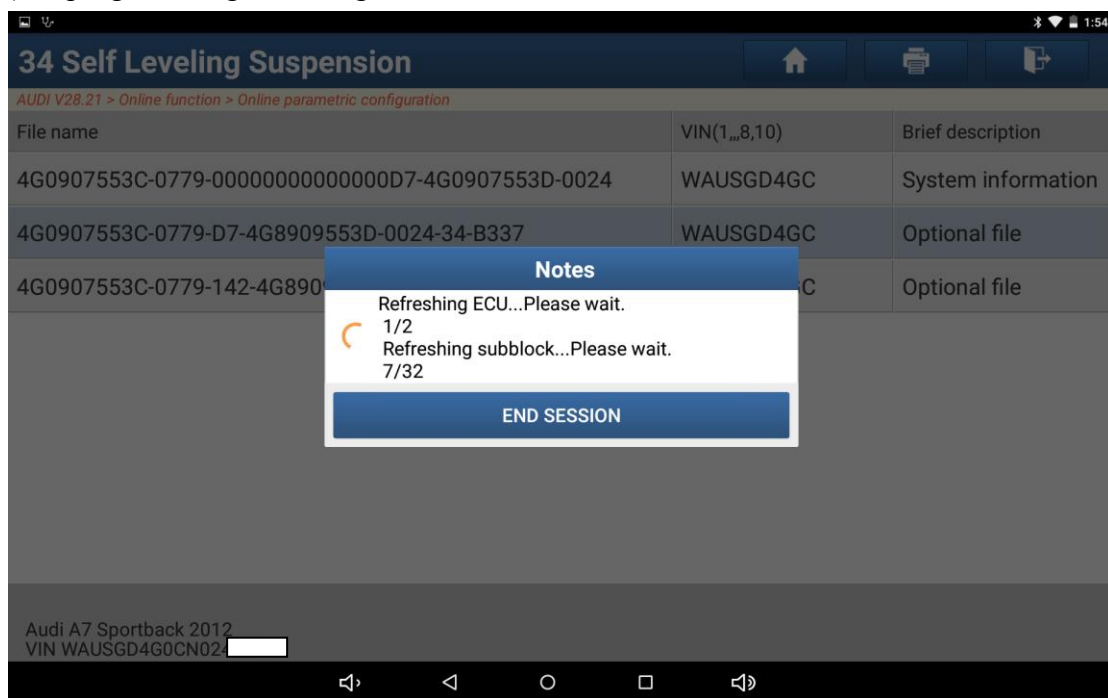 1:54
34 Self Leveling Suspension
AUDI V28.21 > Online function > Online parametric configuration
File name VIN(1,,,8,10) Brief description
4G0907553C-0779-00000000000000D7-4G0907553D-0024 WAUSGD4GC System information
4G0907553C-0779-D7-4G8909553D-0024-34-B337 WAUSGD4GC Optional file
4G0907553C-0779-142-4G890 C Optional file
Notes
Refreshing ECU...Please wait.
1/2
Refreshing subblock...Please wait.
7/32
END SESSION
Audi A7 Sportback 2012
VIN WAUSGD4G0CN024